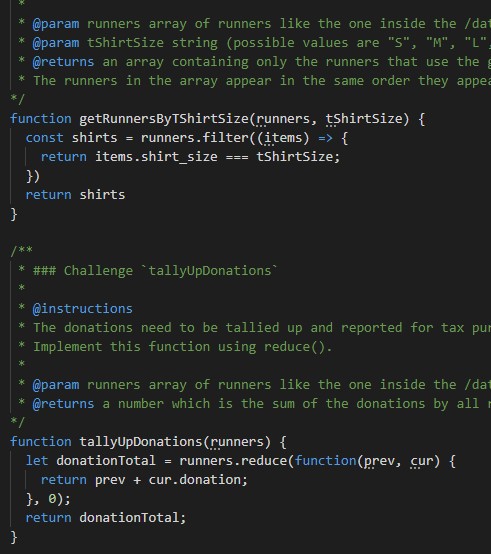 *
* @param runners array of runners like the one inside the /dat
* @param tShirtSize string (possible values are "S", "M", "L",
* @returns an array containing only the runners that use the g
* The runners in the array appear in the same order they appea
*/
function getRunnersByTShirtSize(runners, tShirtSize) {
const shirts = runners.filter((items) => {
return items.shirt_size === tShirtSize;
})
return shirts
}
/**
* ### Challenge `tallyUpDonations`
*
* @instructions
* The donations need to be tallied up and reported for tax pur
* Implement this function using reduce().
*
* @param runners array of runners like the one inside the /dat
* @returns a number which is the sum of the donations by all r
*/
function tallyUpDonations(runners) {
let donationTotal = runners.reduce(function(prev, cur) {
return prev + cur.donation;
}, 0);
return donationTotal;
}